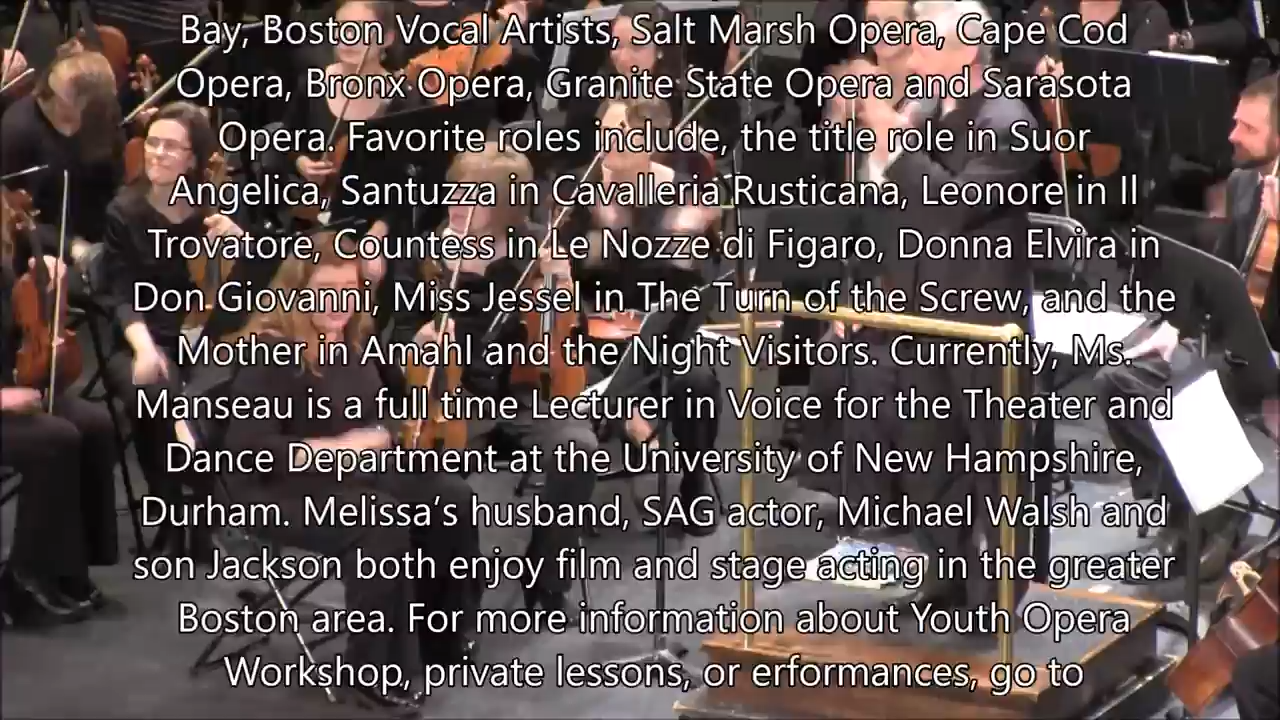 Bay, Boston Vocal Artists, Salt Marsh Opera, Cape Cod
Opera, Bronx Opera, Granite State Opera and Sarasota
Opera. Favorite roles include, the title role in Suor
Angelica, Santuzza in Cavalleria Rusticana, Leonore in Il
Trovatore, Countess in Le Nozze di Figaro, Donna Elvira in
Don Giovanni, Miss Jessel in The Turn of the Screw, and the
Mother in Amahl and the Night Visitors. Currently, Ms.
Manseau is a full time Lecturer in Voice for the Theater and
Dance Department at the University of New Hampshire,
Durham. Melissa’s husband, SAG actor, Michael Walsh and
son Jackson both enjoy film and stage acting in the greater
Boston area. For more information about Youth Opera
Workshop, private lessons, or erformances, go to